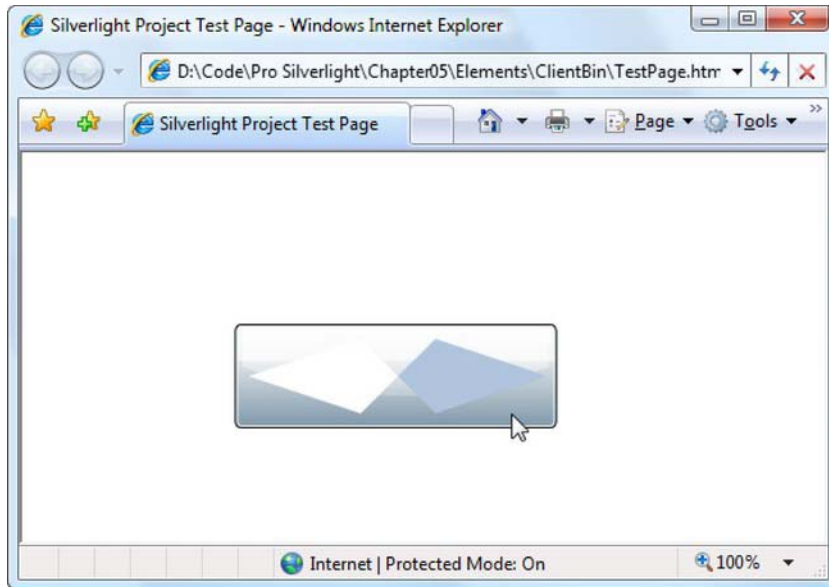 Silverlight Project Test Page - Windows Internet Explorer
D:\Code\Pro Silverlight\Chapter05\Elements\ClientBin\TestPage.htm
Silverlight Project Test Page
Page
Tools
Internet | Protected Mode: On
100%